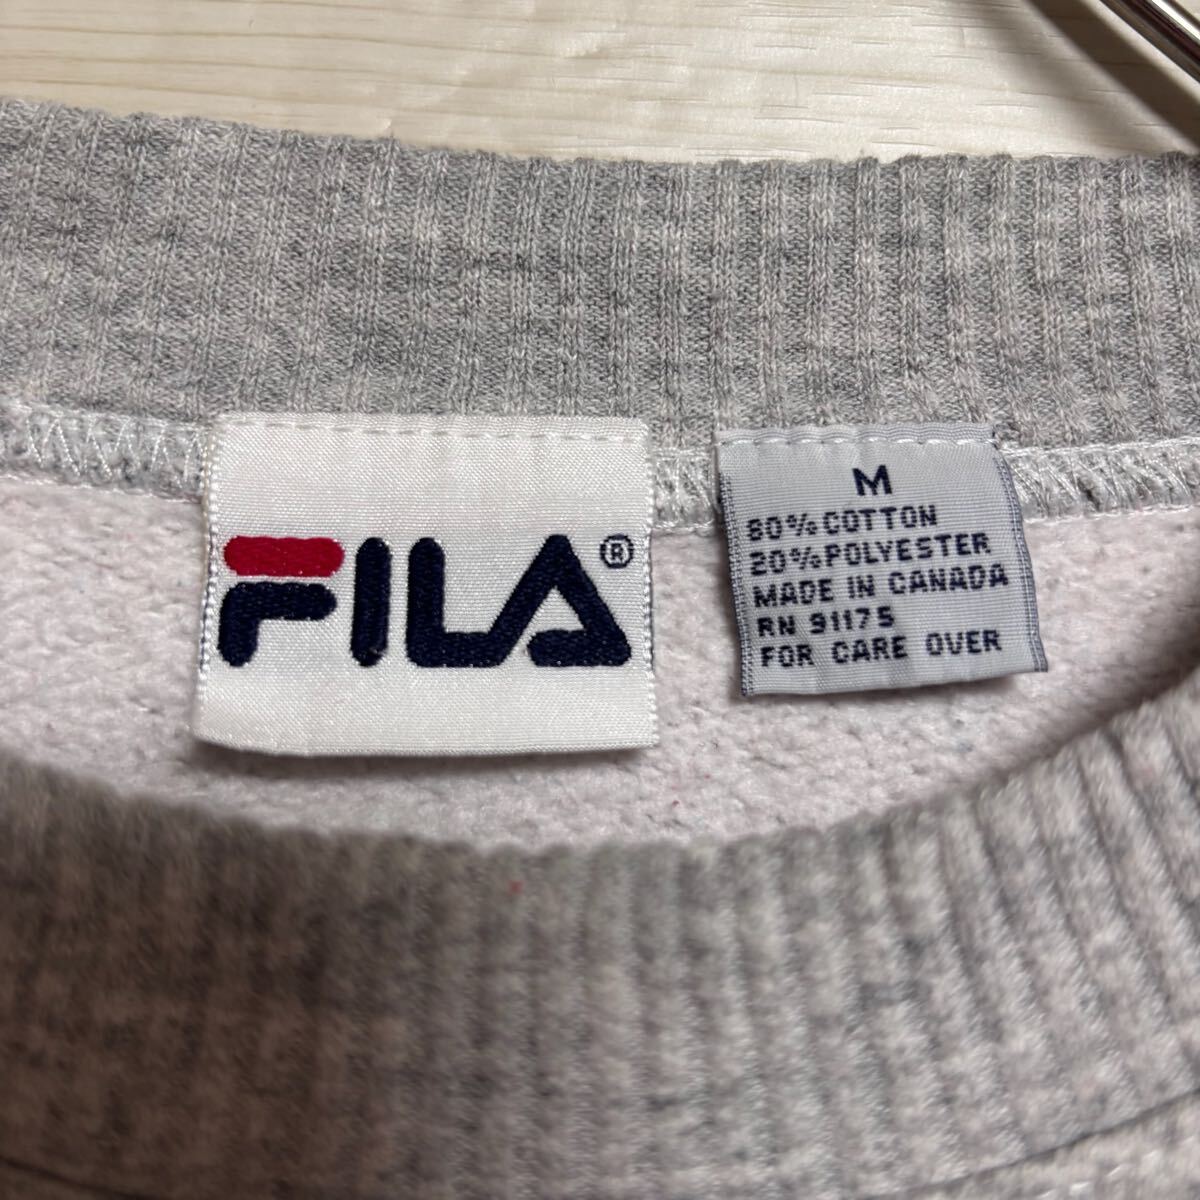 FILA®
M
80% COTTON
20% POLYESTER
MADE IN CANADA
RN 91175
FOR CARE OVER